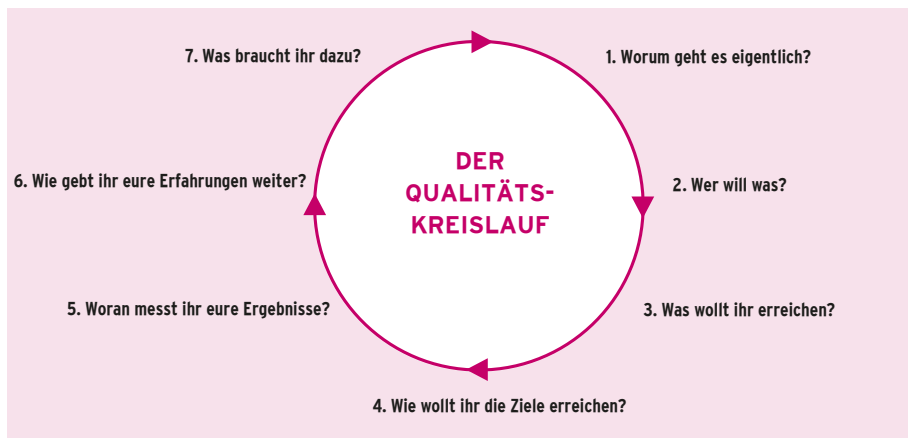 DER
QUALITÄTS-
KREISLAUF
1. Worum geht es eigentlich?
2. Wer will was?
3. Was wollt ihr erreichen?
4. Wie wollt ihr die Ziele erreichen?
5. Woran messt ihr eure Ergebnisse?
6. Wie gebt ihr eure Erfahrungen weiter?
7. Was braucht ihr dazu?